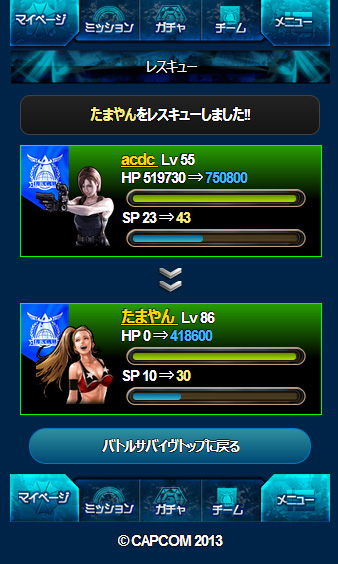 マイページ ミッション ガチャ チーム メニュー
レスキュー
たまやんをレスキューしました!!
acdc Lv 55
HP 519730⇒750800
SP 23⇒43
たまやん Lv 86
HP 0⇒418600
SP 10⇒30
バトルサバイヴトップに戻る
マイページ ミッション ガチャ チーム メニュー
© CAPCOM 2013